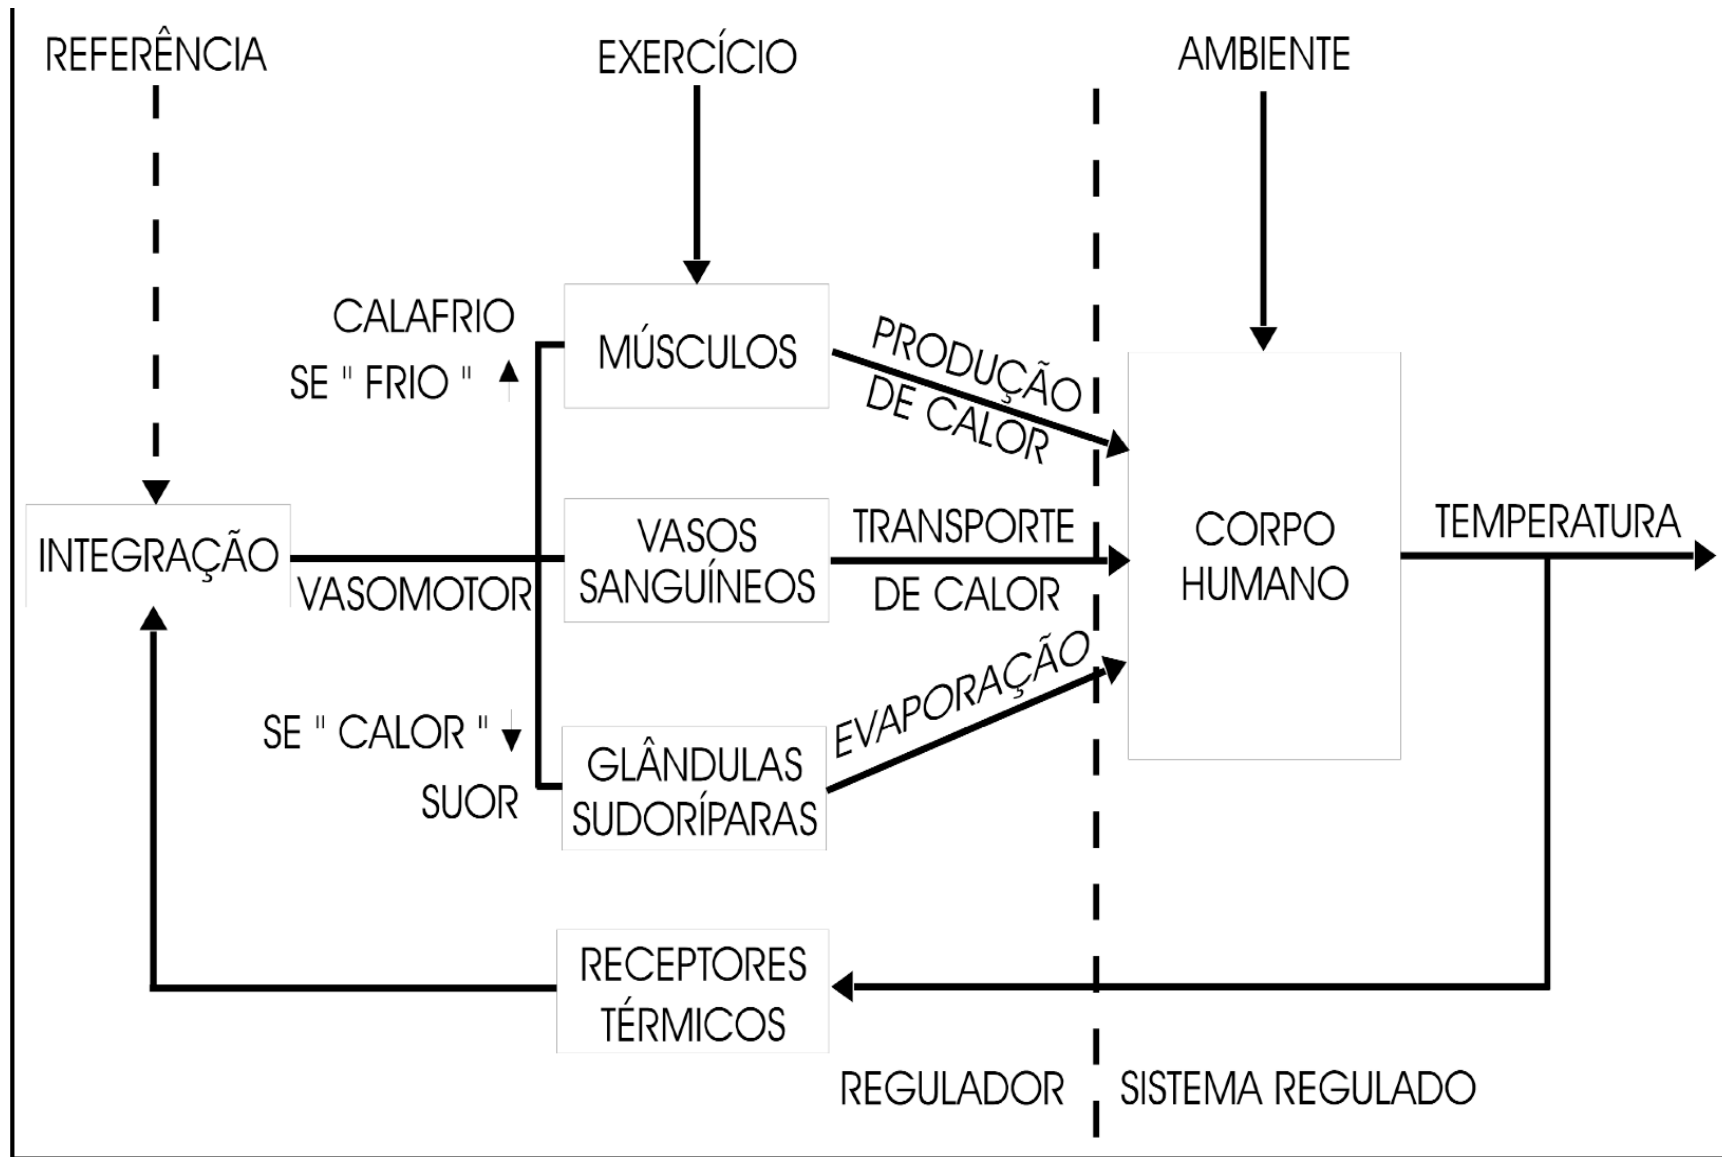 REFERÊNCIA
EXERCÍCIO
AMBIENTE
CALAFRIO
SE " FRIO "
MÚSCULOS
PRODUÇÃO
DE CALOR
INTEGRAÇÃO
VASOMOTOR
VASOS
SANGUÍNEOS
TRANSPORTE
DE CALOR
CORPO
HUMANO
TEMPERATURA
SE " CALOR "
SUOR
GLÂNDULAS
SUDORÍPARAS
EVAPORAÇÃO
RECEPTORES
TÉRMICOS
REGULADOR
SISTEMA REGULADO